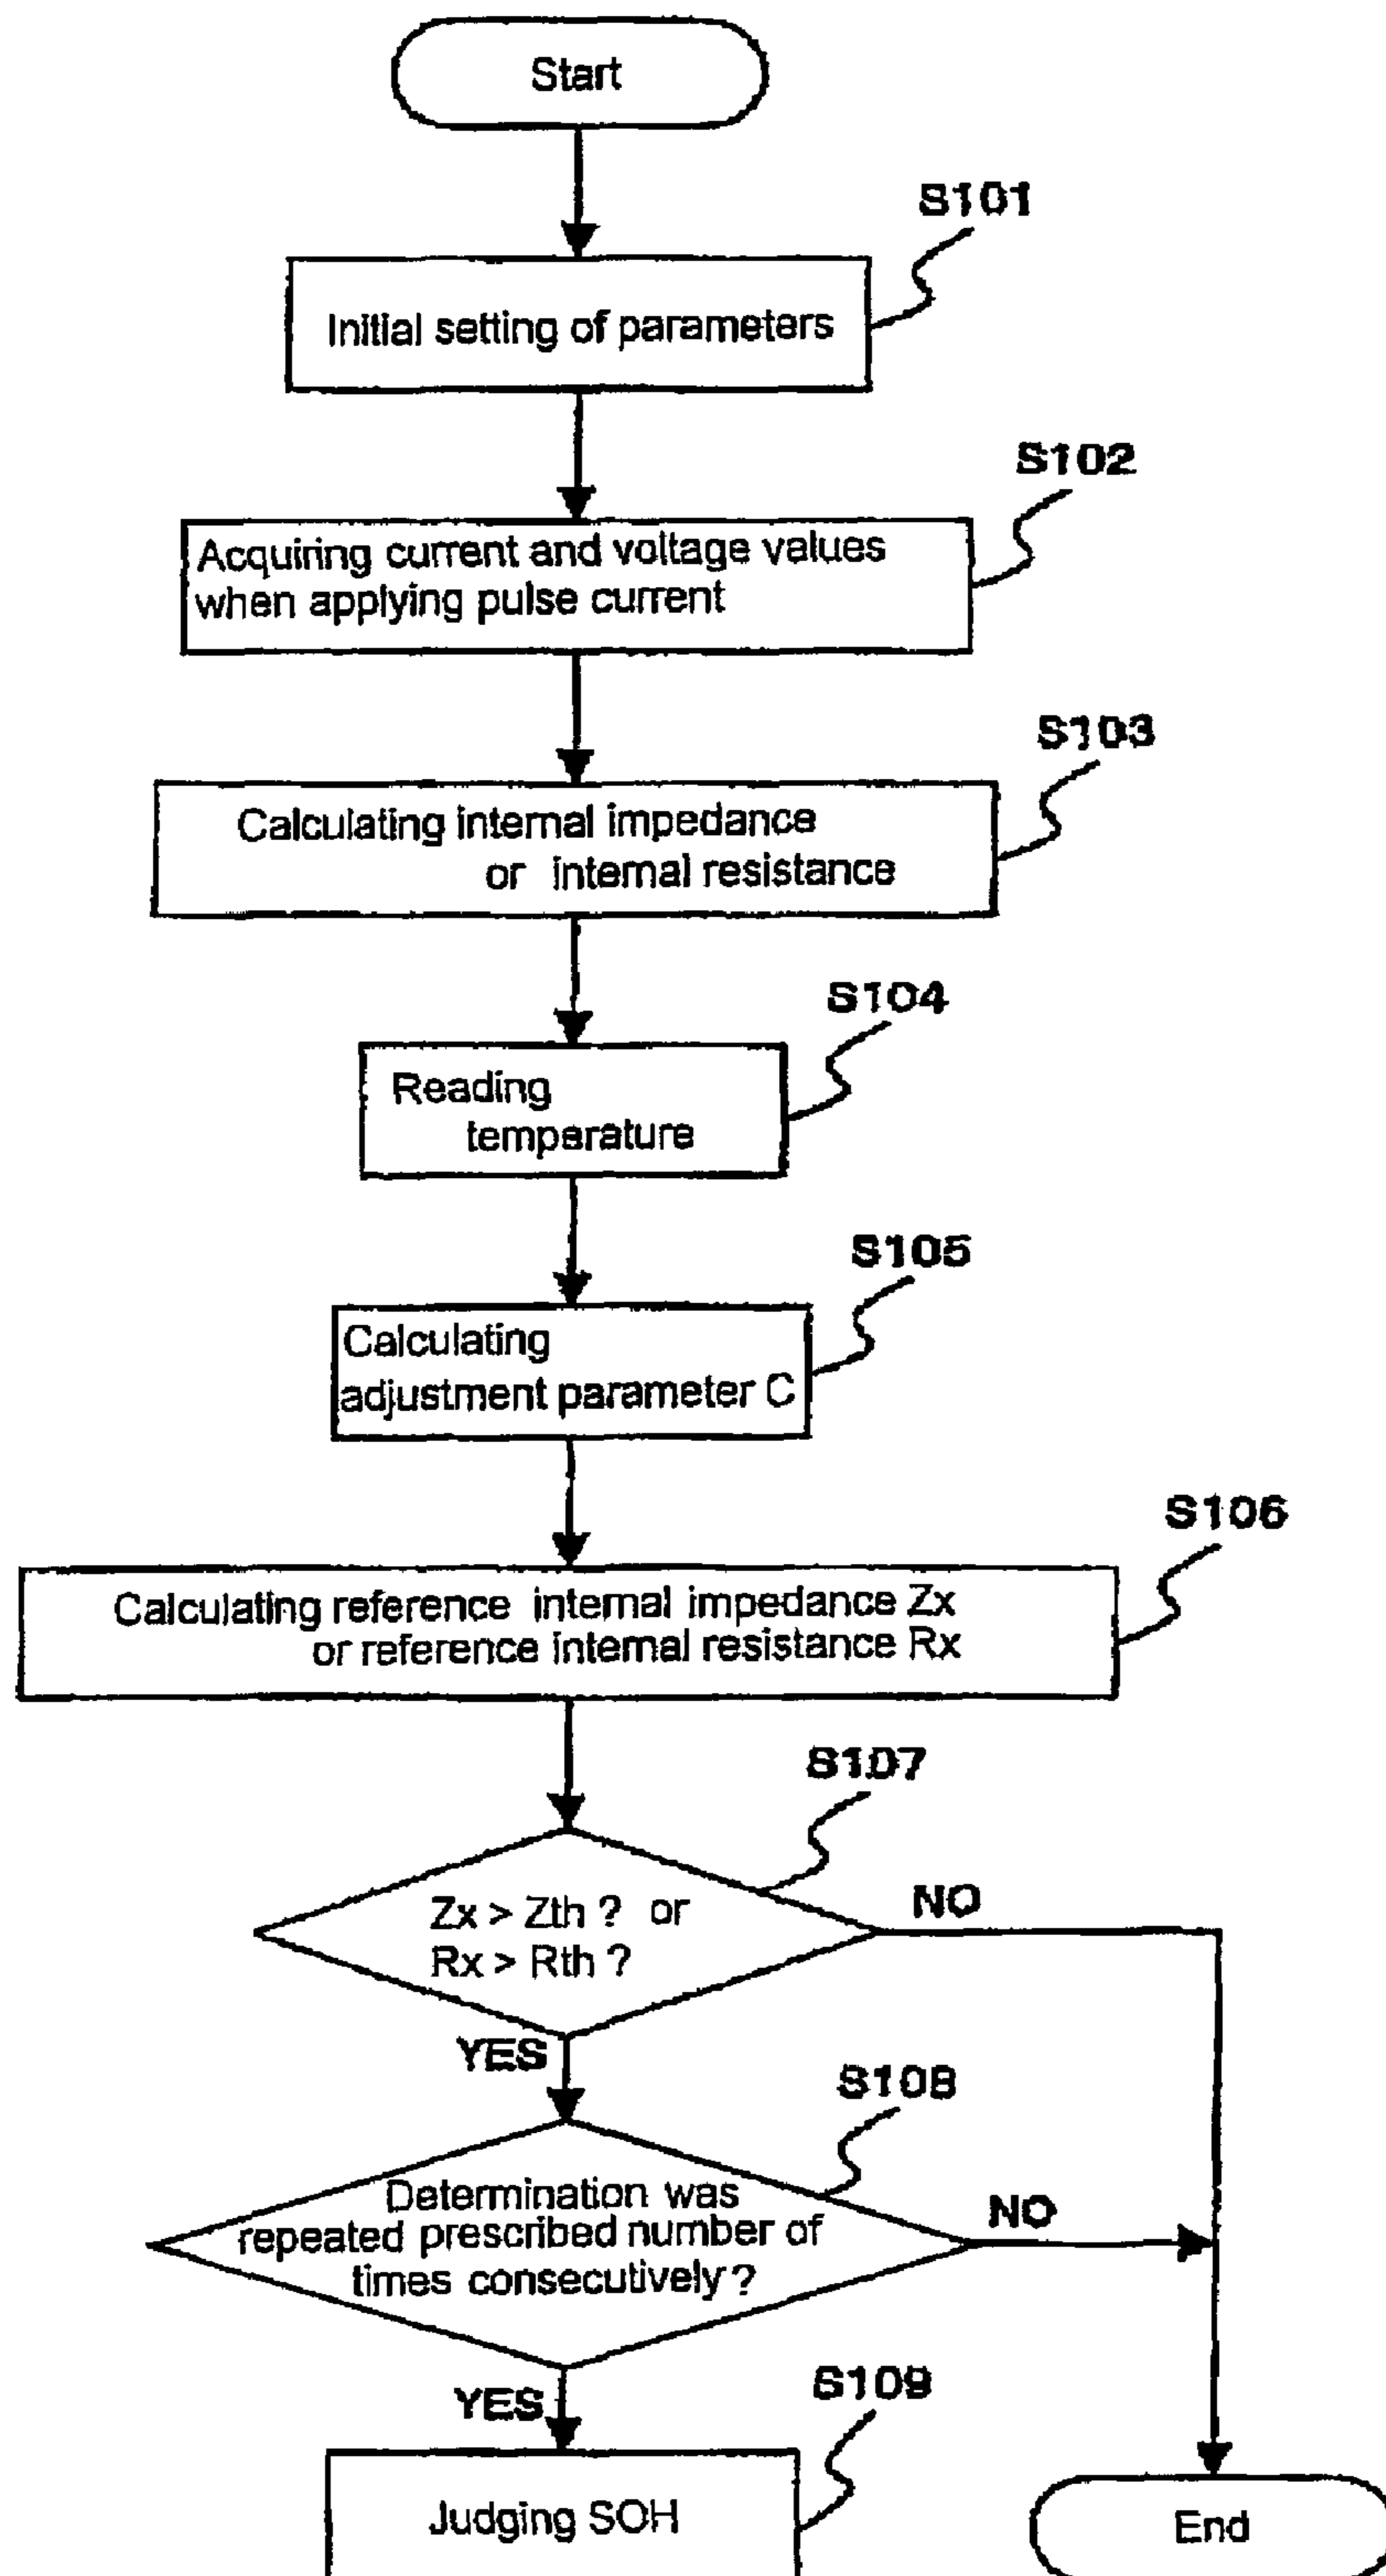 Start
S101
Initial setting of parameters
S102
Acquiring current and voltage values
when applying pulse current
S103
Calculating internal impedance
or internal resistance
S104
Reading
temperature
S105
Calculating
adjustment parameter C
S106
Calculating reference internal impedance Zx
or reference internal resistance Rx
S107
Zx > Zth ? or
Rx > Rth ?
NO
YES
S108
Determination was
repeated prescribed number of
times consecutively ?
NO
YES
S109
Judging SOH
End